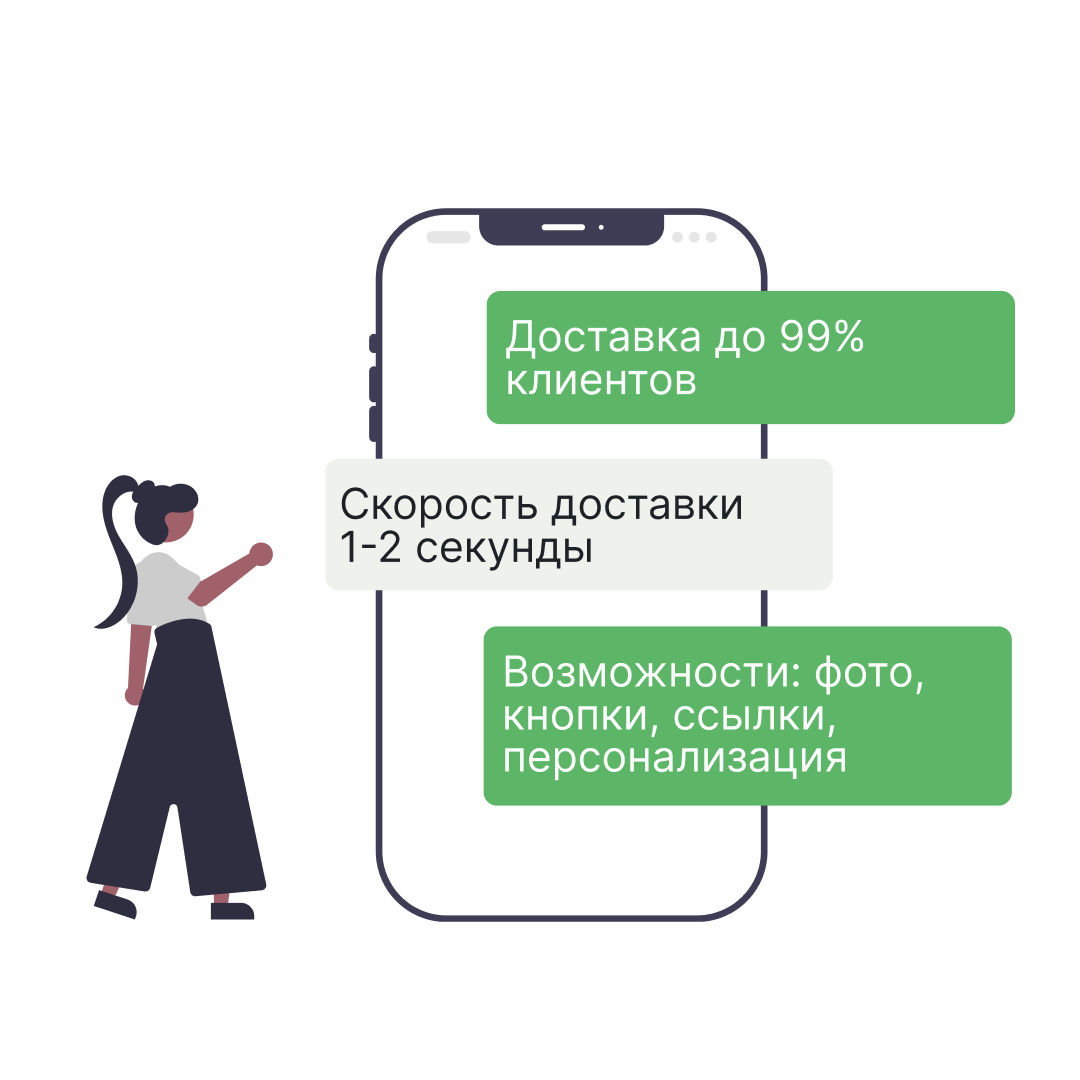 Доставка до 99%
клиентов
Скорость доставки
1-2 секунды
Возможности: фото,
кнопки, ссылки,
персонализация